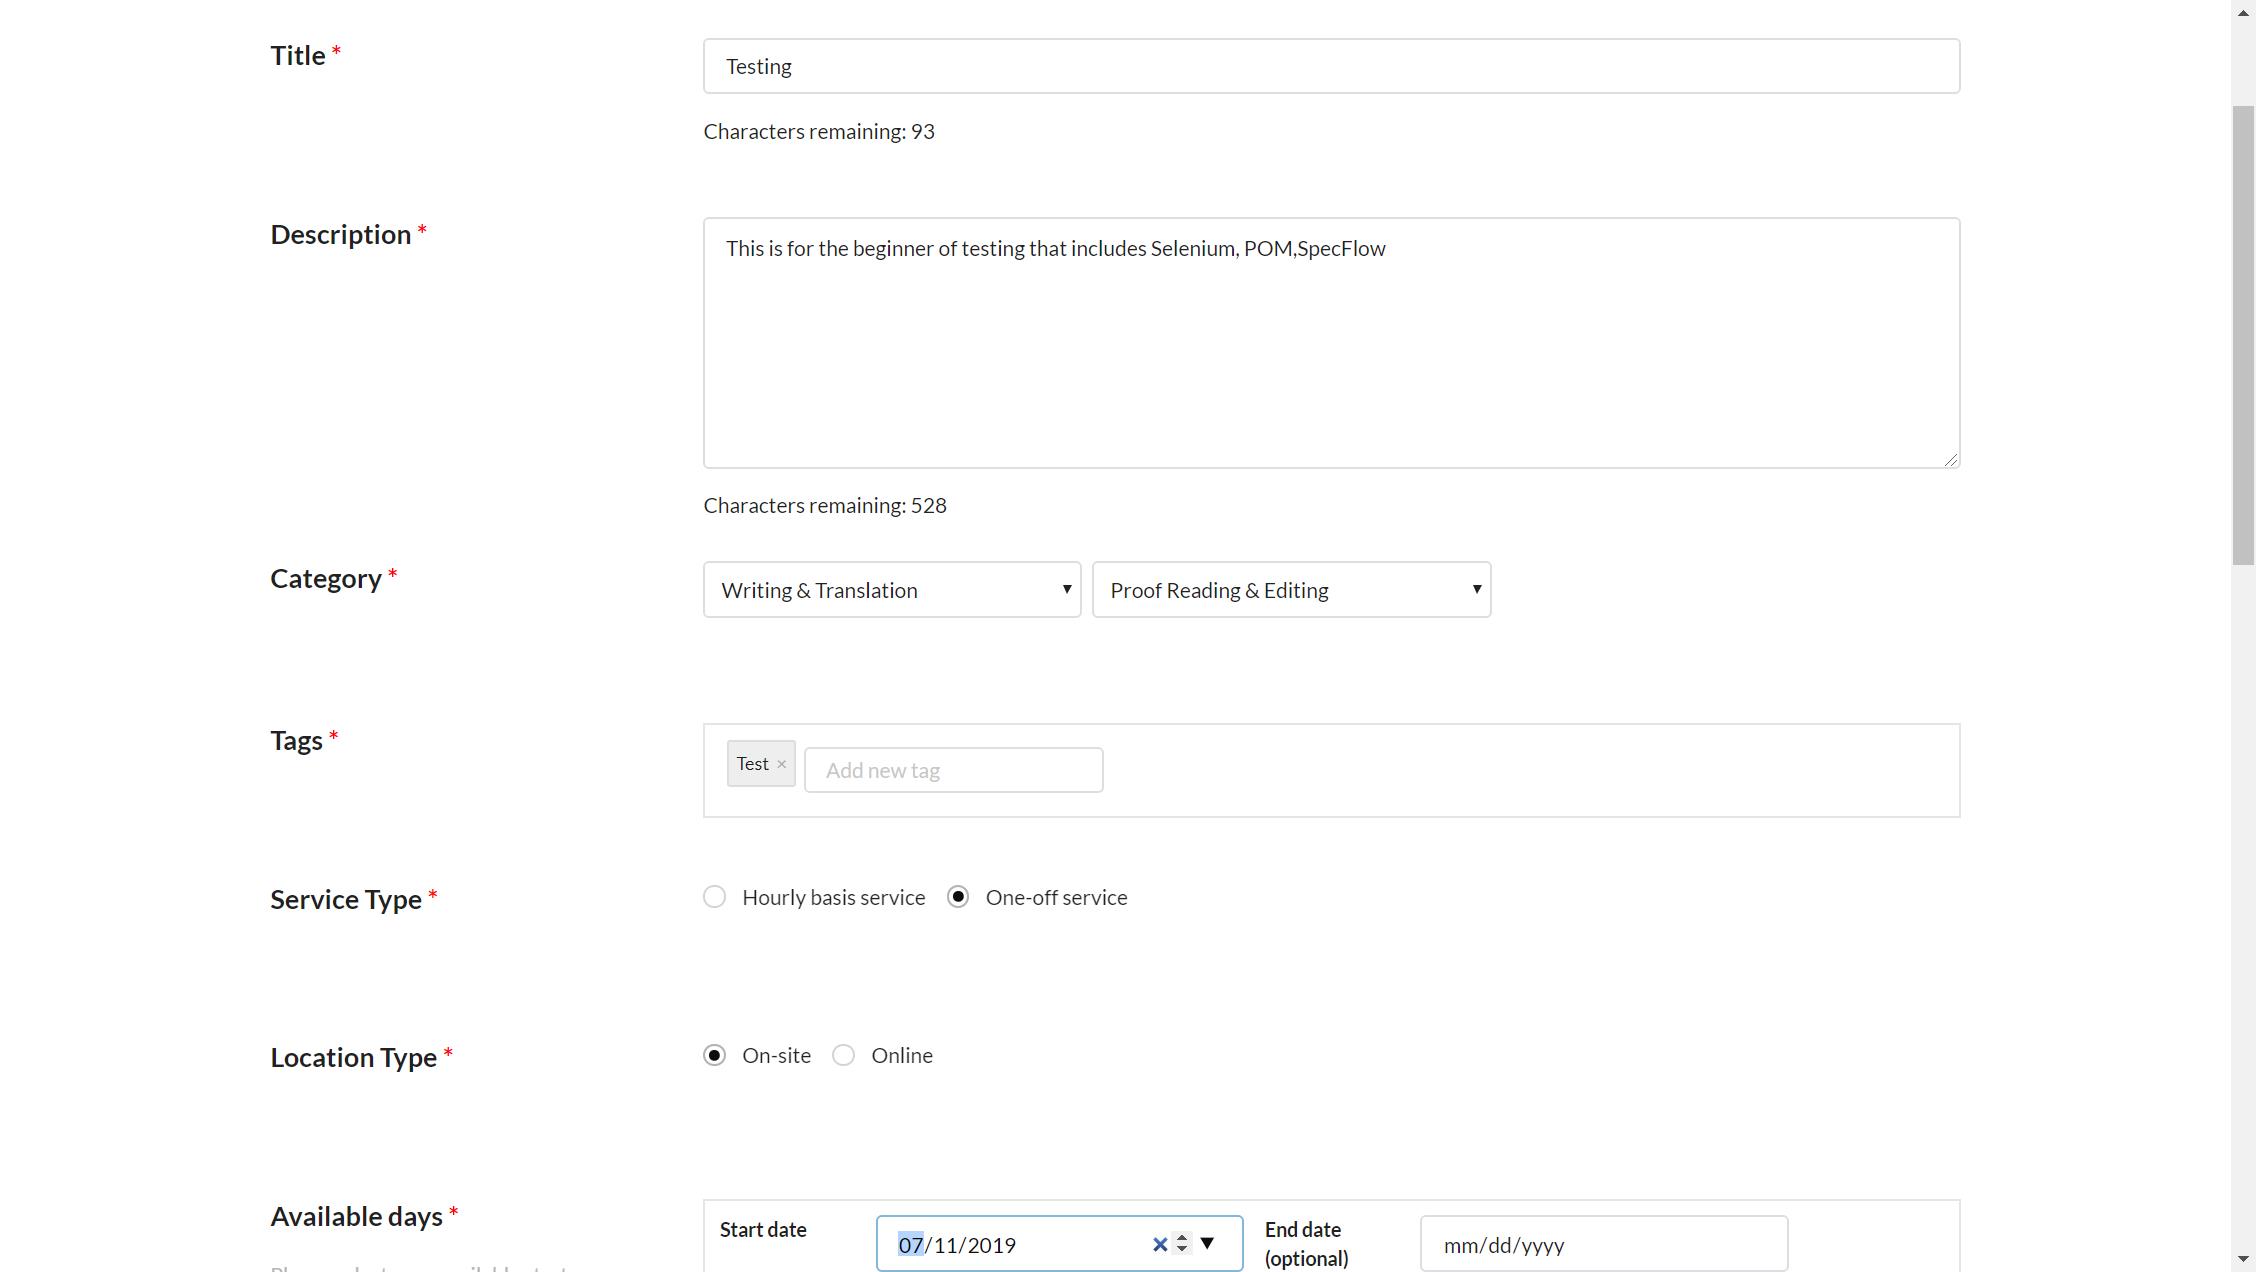 Title *
Testing
Characters remaining: 93
Description *
This is for the beginner of testing that includes Selenium, POM,SpecFlow
Characters remaining: 528
Category *
Writing & Translation
Proof Reading & Editing
Tags *
Test ×
Add new tag
Service Type *
Hourly basis service
One-off service
Location Type *
On-site
Online
Available days *
Start date
07/11/2019
End date
(optional)
mm/dd/yyyy